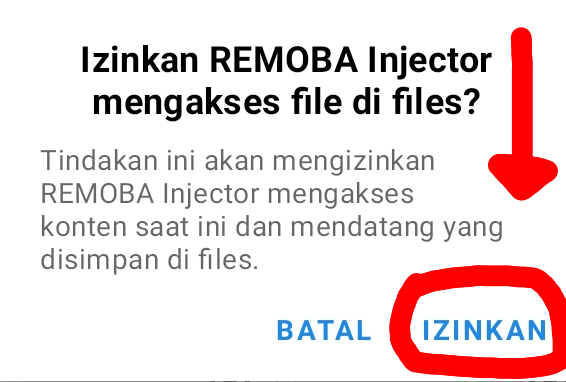 Izinkan REMOBA Injector
mengakses file di files?
Tindakan ini akan mengizinkan
REMOBA Injector mengakses
konten saat ini dan mendatang yang
disimpan di files.
BATAL IZINKAN